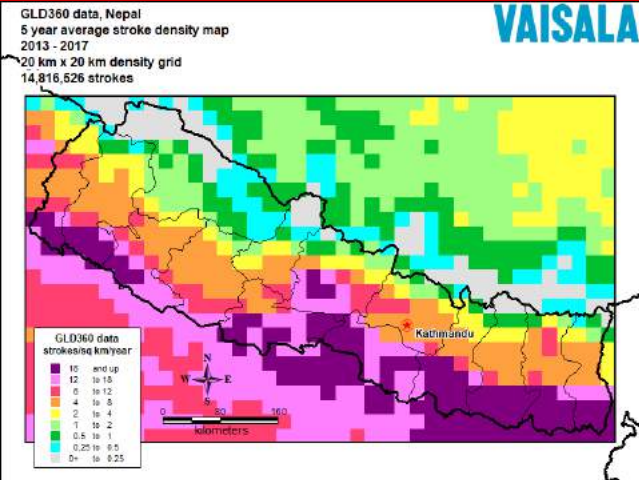 GLD360 data, Nepal
5 year average stroke density map
2013 - 2017
20 km x 20 km density grid
14,816,526 strokes
VAISALA
Kathmandu
GLD360 data
strokes/sq km/year
18 and up
12 to 18
8 to 12
4 to 8
2 to 4
1 to 2
0.5 to 1
0.25 to 0.5
0+ to 0.25
N
W E
S
0 80 160
kilometers